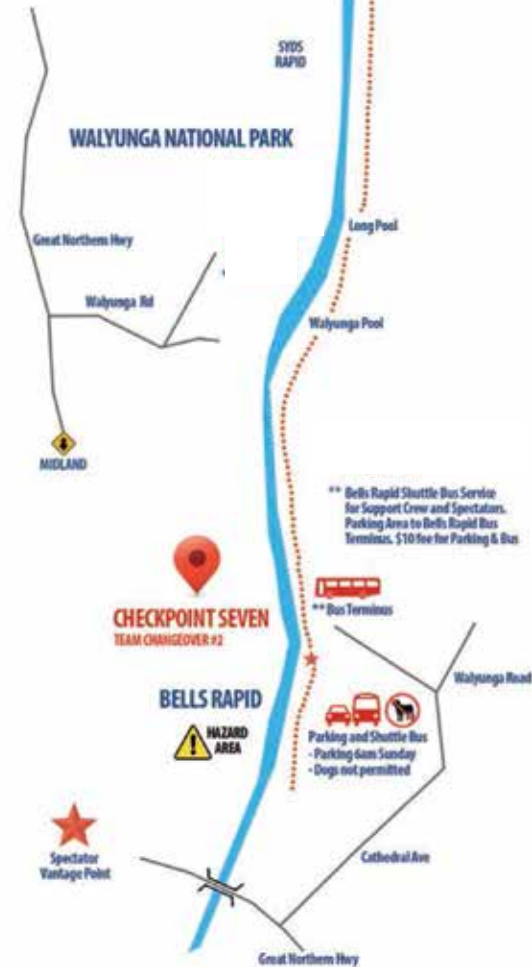 SYDS
RAPID
WALYUNGA NATIONAL PARK
Long Pool
Great Northern Hwy
Walyunga Rd
Walyunga Pool
MIDLAND
** Bells Rapid Shuttle Bus Service
for Support Crew and Spectators.
Parking Area to Bells Rapid Bus
Terminus. $10 fee for Parking & Bus
CHECKPOINT SEVEN
TEAM CHANGEOVER #2
** Bus Terminus
Walyunga Road
BELLS RAPID
HAZARD
AREA
Parking and Shuttle Bus
- Parking 6am Sunday
- Dogs not permitted
Spectator
Vantage Point
Cathedral Ave
Great Northern Hwy